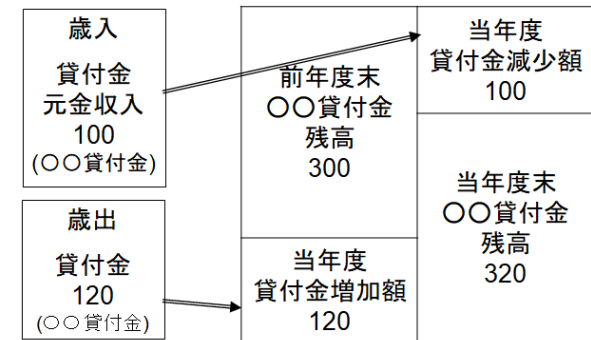 歳入
貸付金
元金収入
100
(〇〇貸付金)
歳出
貸付金
120
(○○貸付金)
前年度末
〇〇貸付金
残高
300
当年度
貸付金増加額
120
当年度
貸付金減少額
100
当年度末
〇〇貸付金
残高
320